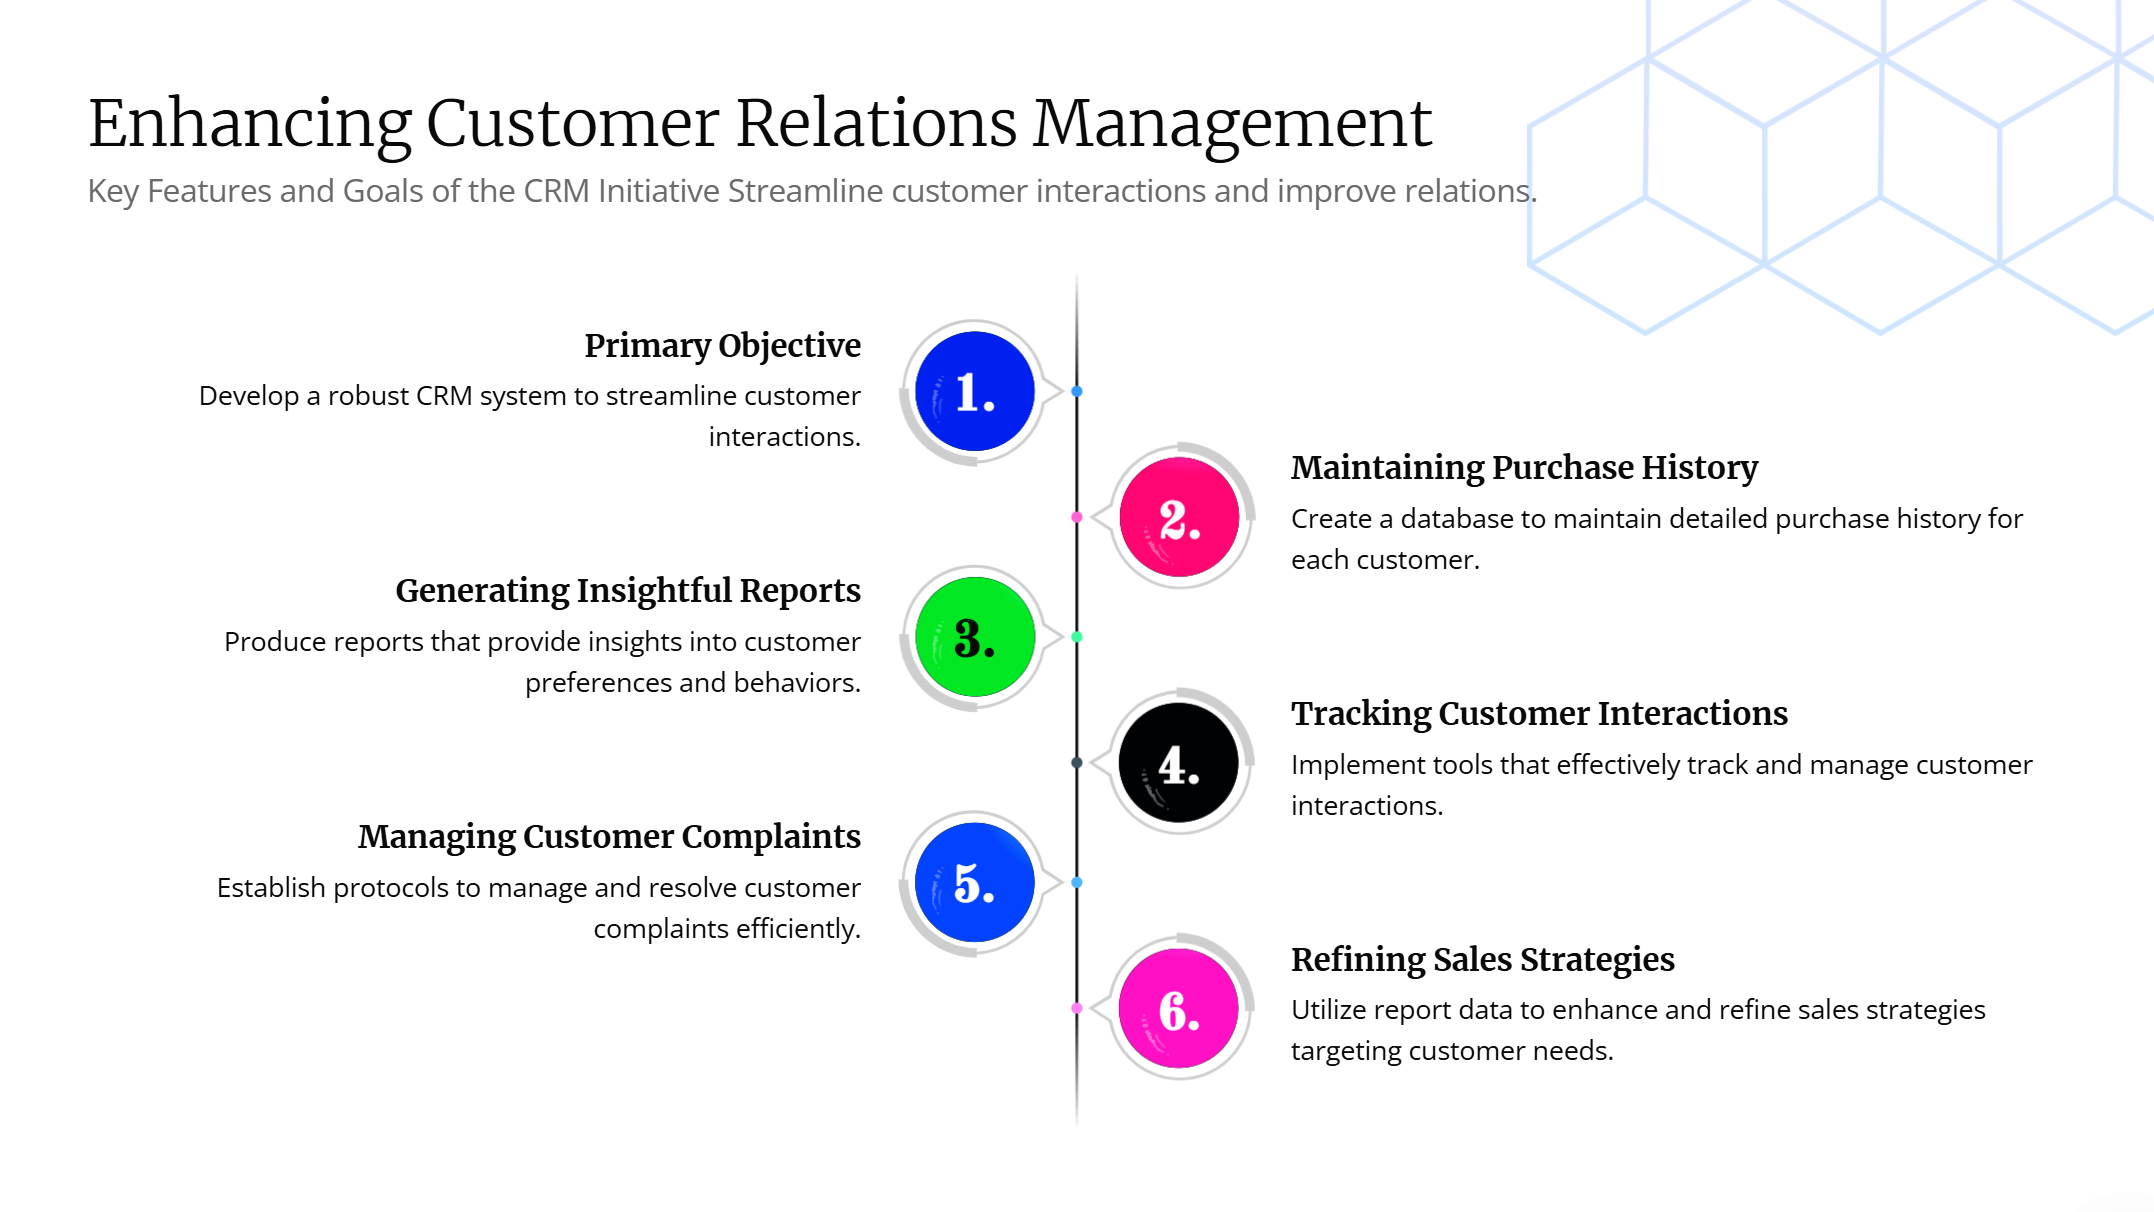 Enhancing Customer Relations Management
Key Features and Goals of the CRM Initiative Streamline customer interactions and improve relations.
1.
Primary Objective
Develop a robust CRM system to streamline customer
interactions.
2.
Maintaining Purchase History
Create a database to maintain detailed purchase history for
each customer.
3.
Generating Insightful Reports
Produce reports that provide insights into customer
preferences and behaviors.
4.
Tracking Customer Interactions
Implement tools that effectively track and manage customer
interactions.
5.
Managing Customer Complaints
Establish protocols to manage and resolve customer
complaints efficiently.
6.
Refining Sales Strategies
Utilize report data to enhance and refine sales strategies
targeting customer needs.